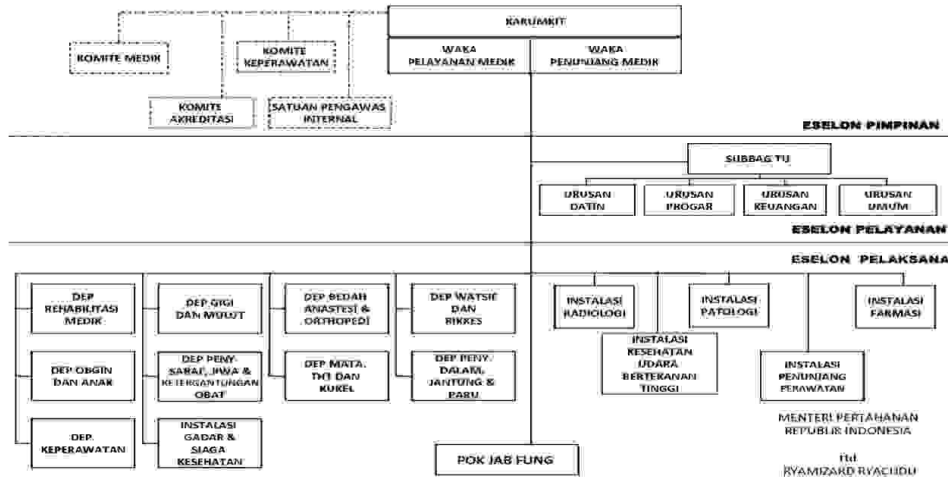 KARUMKIT
WAKA
PELAYANAN MEDIK
WAKA
PENUNJANG MEDIK
KOMITE MEDIK
KOMITE
KEPERAWATAN
KOMITE
AKREDITASI
SATUAN PENGAWAS
INTERNAL
ESELON PIMPINAN
SUBBAG TU
URUSAN
DATIN
URUSAN
PROGAR
URUSAN
KEUANGAN
URUSAN
UMUM
ESELON PELAYANAN
ESELON PELAKSANA
DEP
REHABILITASI
MEDIK
DEP GIGI
DAN MULUT
DEP BEDAH
ANASTESI &
ORTHOPEDI
DEP WATSIF
DAN
RIKKES
INSTALASI
RADIOLOGI
INSTALASI
PATOLOGI
INSTALASI
FARMASI
DEP OBGIN
DAN ANAK
DEP PENY.
SARAF, JIWA &
KETERGANTUNGAN
OBAT
DEP MATA,
THT DAN
KUKEL
DEP PENY.
DALAM,
JANTUNG &
PARU
INSTALASI
KESEHATAN
UDARA
BERTEKANAN
TINGGI
INSTALASI
PENUNJANG
PERAWATAN
DEP.
KEPERAWATAN
INSTALASI
GADAR &
SIAGA
KESEHATAN
POK JAB FUNG
MENTERI PERTAHANAN
REPUBLIK INDONESIA
ttd
RYAMIZARD RYACUDU